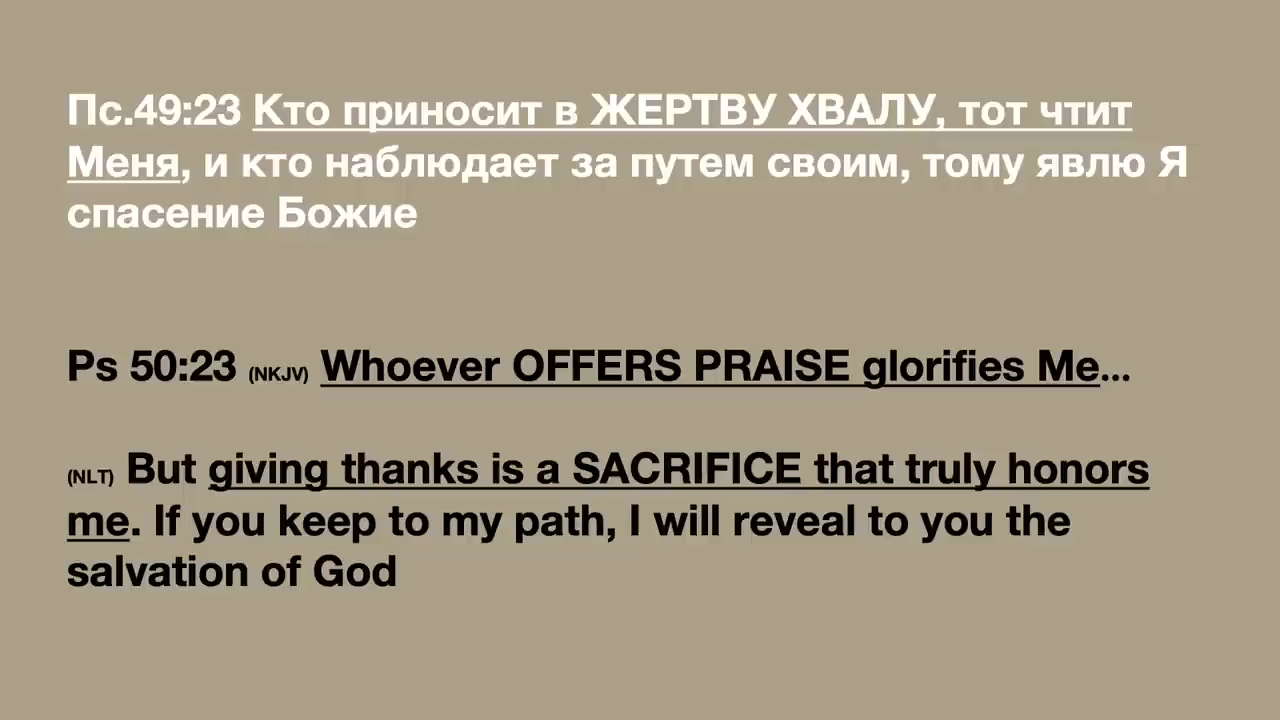 Пс.49:23 Кто приносит в ЖЕРТВУ ХВАЛУ, тот чтит
Меня, и кто наблюдает за путем своим, тому явлю Я
спасение Божие
Ps 50:23 (NKJV) Whoever OFFERS PRAISE glorifies Me...
(NLT) But giving thanks is a SACRIFICE that truly honors
me. If you keep to my path, I will reveal to you the
salvation of God